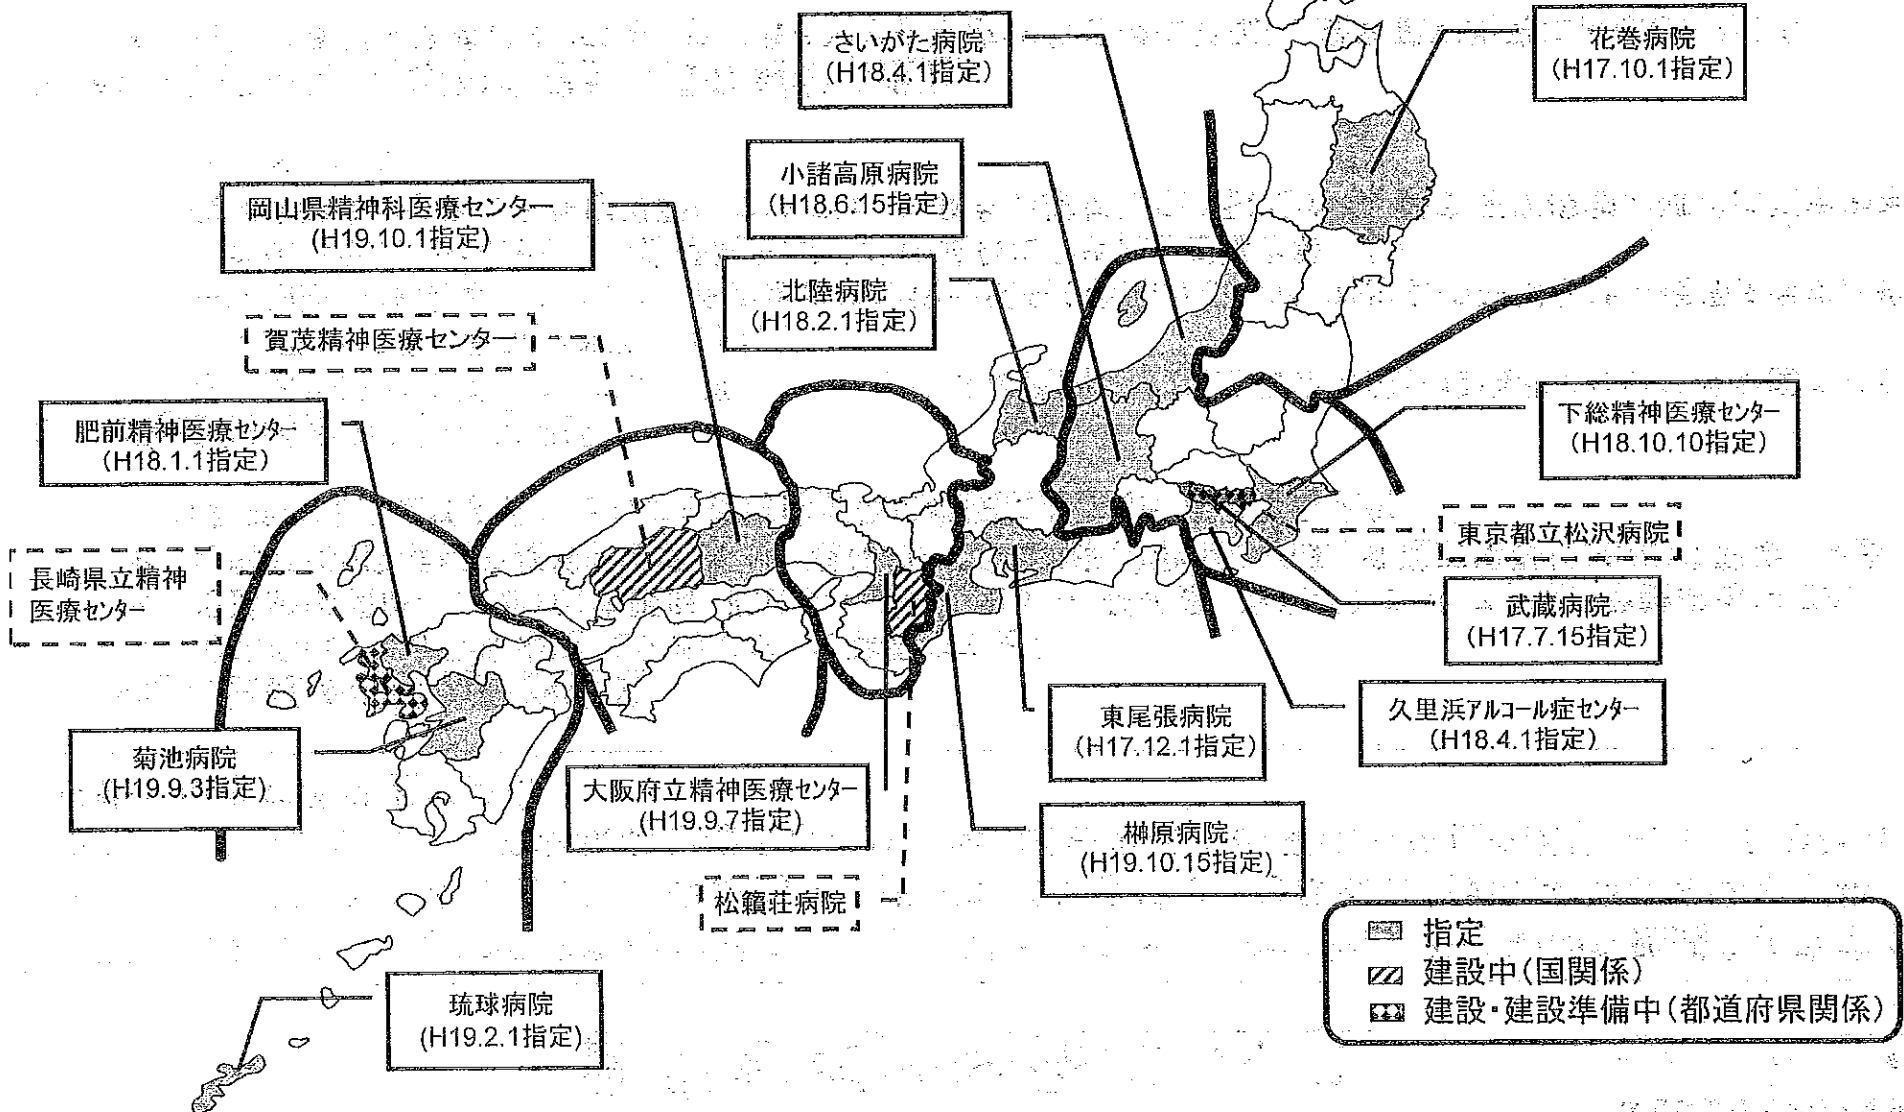 さいがた病院
(H18.4.1指定)
花巻病院
(H17.10.1指定)
小諸高原病院
(H18.6.15指定)
岡山県精神科医療センター
(H19.10.1指定)
北陸病院
(H18.2.1指定)
賀茂精神医療センター
肥前精神医療センター
(H18.1.1指定)
下総精神医療センター
(H18.10.10指定)
東京都立松沢病院
長崎県立精神
医療センター
武蔵病院
(H17.7.15指定)
久里浜アルコール症センター
(H18.4.1指定)
東尾張病院
(H17.12.1指定)
菊池病院
(H19.9.3指定)
大阪府立精神医療センター
(H19.9.7指定)
榊原病院
(H19.10.15指定)
松籟荘病院
琉球病院
(H19.2.1指定)
指定
建設中(国関係)
建設・建設準備中(都道府県関係)